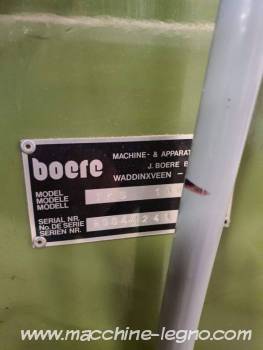 boere
MACHINE- & APPARAT
J. BOERE B
WADDINXVEEN -
MODEL
MODELE
MODELL
SERIAL NR.
No. DE SERIE
SERIEN NR.
www.macchine-legno.com